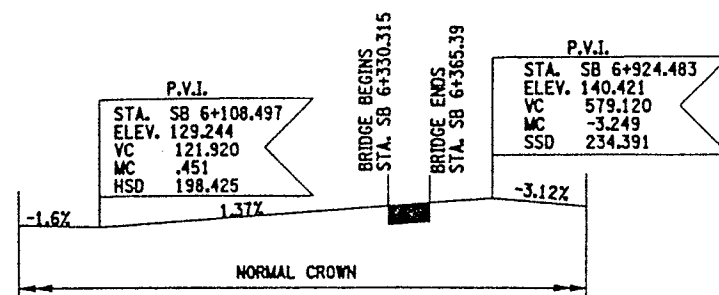 P.V.I.
STA. SB 6+108.497
ELEV. 129.244
VC 121.920
MC .451
HSD 198.425
BRIDGE BEGINS
STA. SB 6+330.315
BRIDGE ENDS
STA. SB 6+365.39
P.V.I.
STA. SB 6+924.483
ELEV. 140.421
VC 579.120
MC -3.249
SSD 234.391
-1.6%
1.37%
-3.12%
NORMAL CROWN